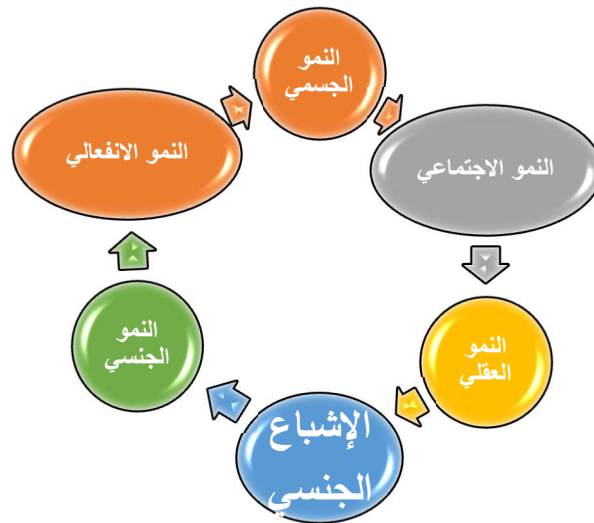 النمو
الجسمي
النمو الاجتماعي
النمو
العقلي
الإشباع
الجنسي
النمو
الجنسي
النمو الانفعالي